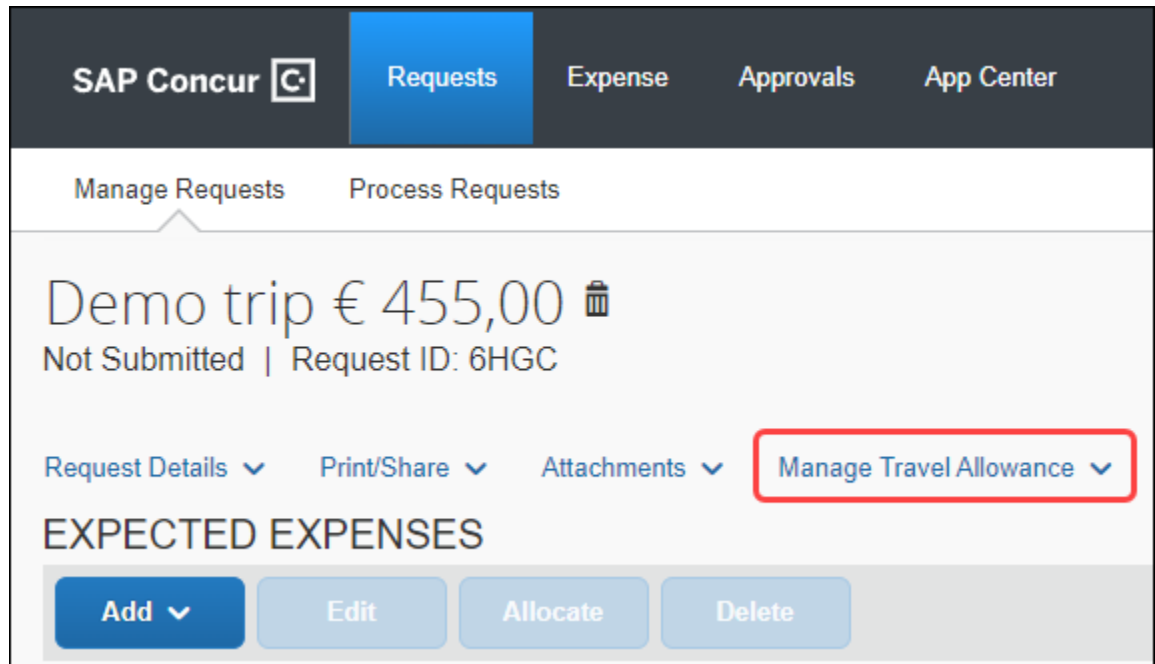 SAP Concur C Requests Expense Approvals App Center
Manage Requests Process Requests
Demo trip € 455,00
Not Submitted | Request ID: 6HGC
Request Details Print/Share Attachments Manage Travel Allowance
EXPECTED EXPENSES
Add Edit Allocate Delete